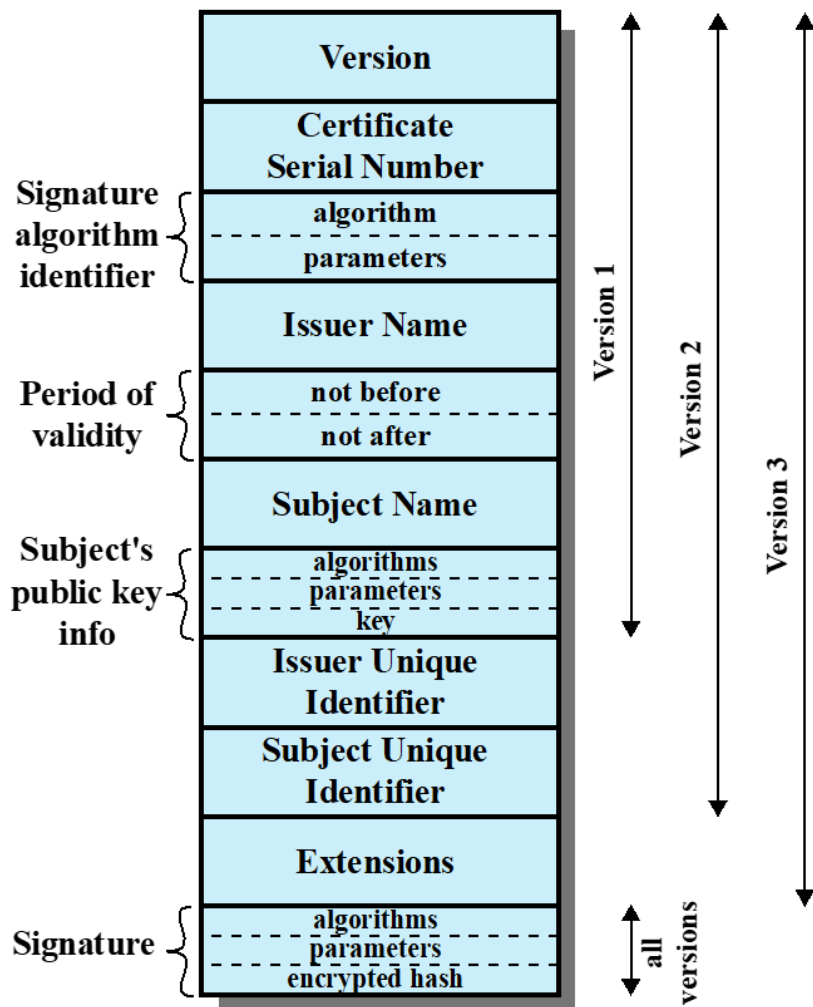 Version
Certificate
Serial Number
Signature
algorithm
identifier
algorithm
parameters
Issuer Name
Period of
validity
not before
not after
Subject Name
Subject's
public key
info
algorithms
parameters
key
Issuer Unique
Identifier
Subject Unique
Identifier
Extensions
Signature
algorithms
parameters
encrypted hash
Version 1
Version 2
Version 3
all
versions